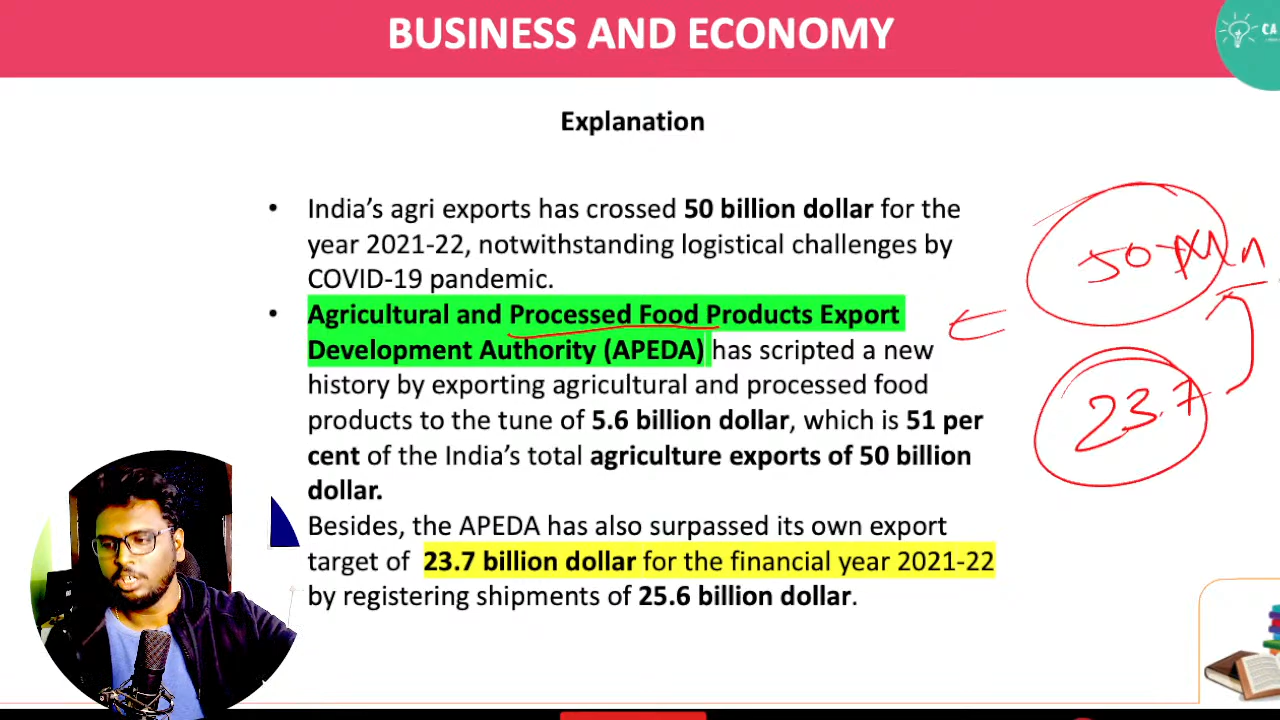 BUSINESS AND ECONOMY
CA
Explanation
• India's agri exports has crossed 50 billion dollar for the
year 2021-22, notwithstanding logistical challenges by
COVID-19 pandemic.
• Agricultural and Processed Food Products Export
Development Authority (APEDA) has scripted a new
history by exporting agricultural and processed food
products to the tune of 5.6 billion dollar, which is 51 per
cent of the India's total agriculture exports of 50 billion
dollar.
Besides, the APEDA has also surpassed its own export
target of 23.7 billion dollar for the financial year 2021-22
by registering shipments of 25.6 billion dollar.
50
23.7